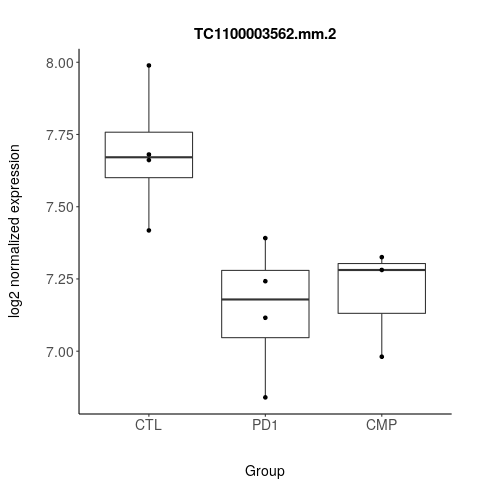 TC1100003562.mm.2
log2 normalized expression
8.00
7.75
7.50
7.25
7.00
CTL PD1 CMP
Group